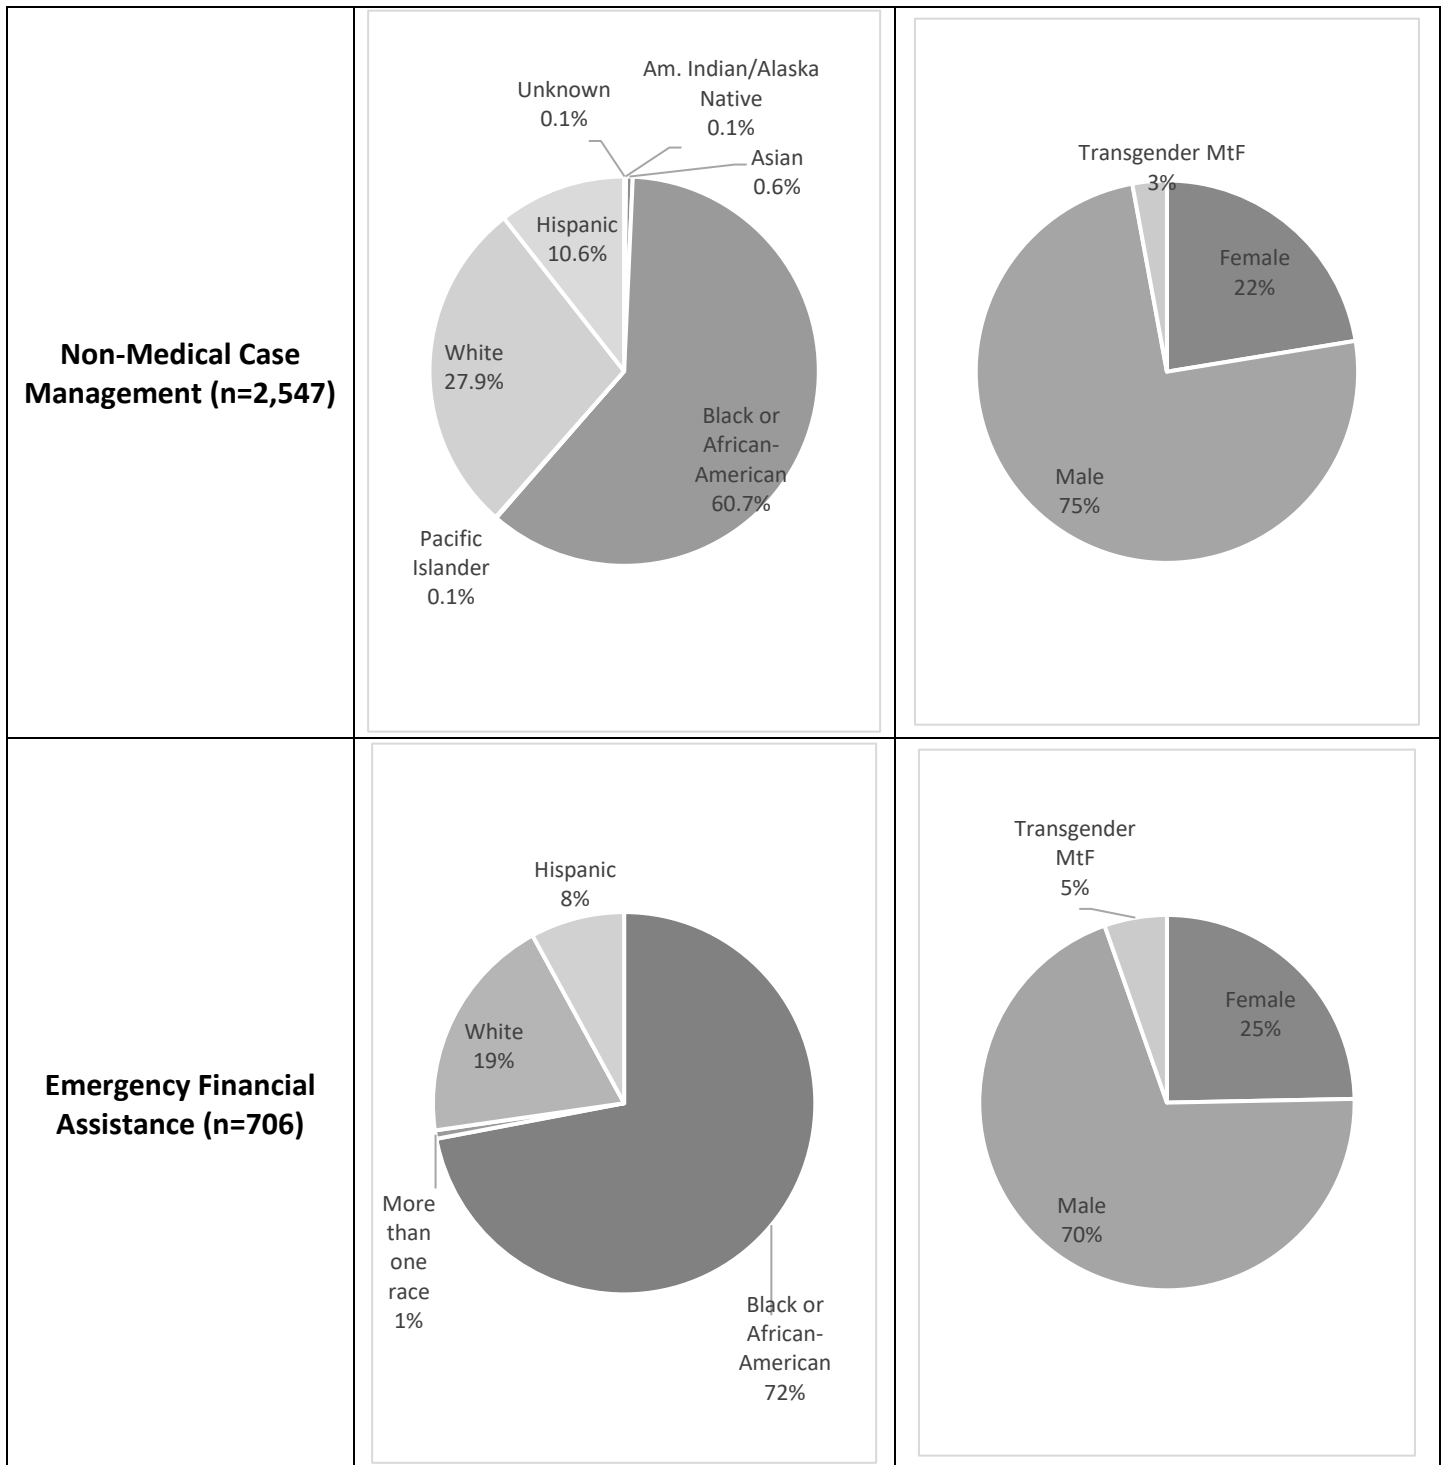 Non-Medical Case
Management (n=2,547)
Unknown
0.1%
Am. Indian/Alaska
Native
0.1%
Asian
0.6%
Hispanic
10.6%
White
27.9%
Black or
African-
American
60.7%
Pacific
Islander
0.1%
Transgender MtF
3%
Female
22%
Male
75%
Emergency Financial
Assistance (n=706)
Hispanic
8%
White
19%
More
than
one
race
1%
Black or
African-
American
72%
Transgender
MtF
5%
Female
25%
Male
70%